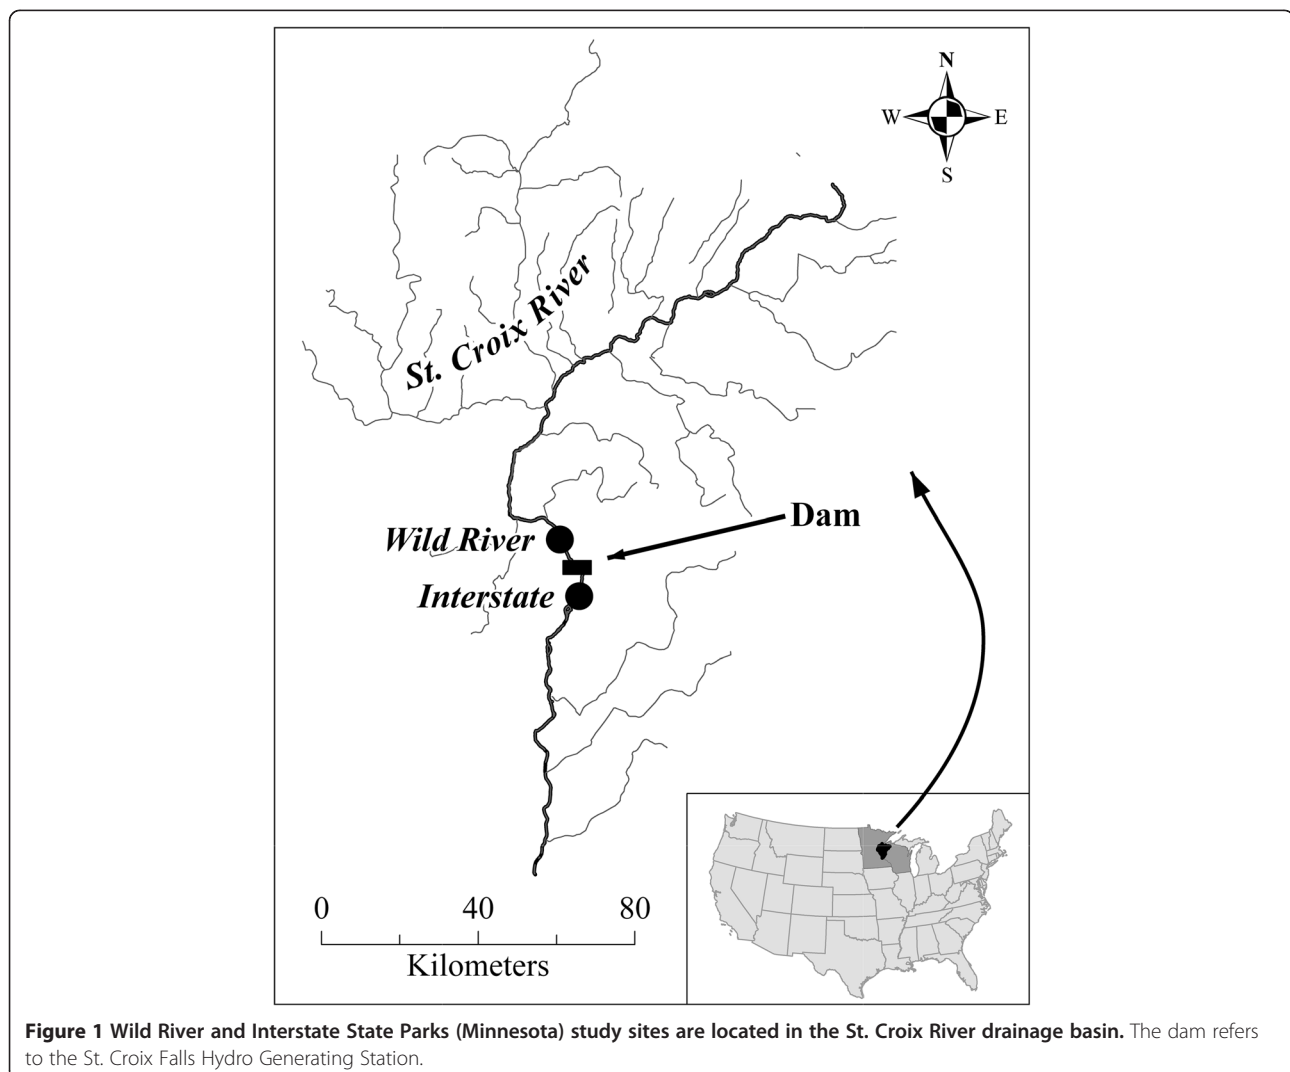 N
W E
S
St. Croix River
Dam
Wild River
Interstate
0 40 80
Kilometers
Figure 1 Wild River and Interstate State Parks (Minnesota) study sites are located in the St. Croix River drainage basin. The dam refers
to the St. Croix Falls Hydro Generating Station.